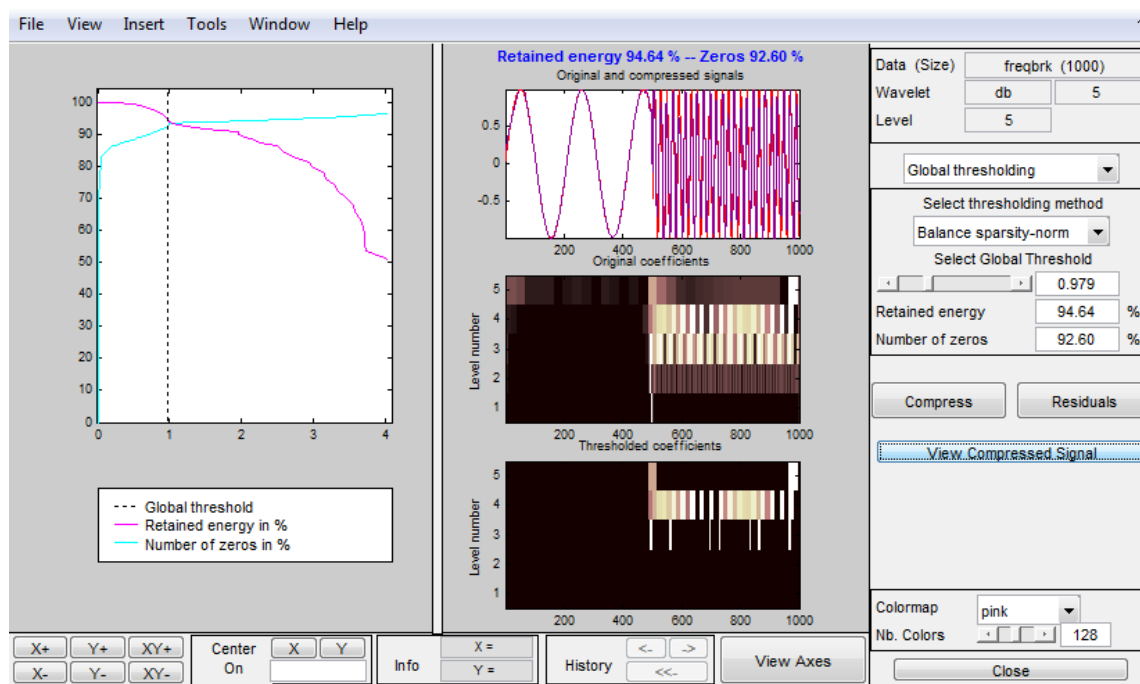 File View Insert Tools Window Help
Retained energy 94.64 % -- Zeros 92.60 %
Original and compressed signals
100
90
80
70
60
50
40
30
20
10
0
0 1 2 3 4
Global threshold
Retained energy in %
Number of zeros in %
0.5
0
-0.5
200 400 600 800 1000
Original coefficients
Level number
5
4
3
2
1
200 400 600 800 1000
Thresholded coefficients
Level number
5
4
3
2
1
200 400 600 800 1000
Data (Size) freqbrk (1000)
Wavelet db 5
Level 5
Global thresholding
Select thresholding method
Balance sparsity-norm
Select Global Threshold
0.979
Retained energy 94.64 %
Number of zeros 92.60 %
Compress Residuals
View Compressed Signal
Colormap pink
Nb. Colors 128
Close
X+ Y+ XY+
X- Y- XY-
Center X Y
On
Info X =
Y =
History <- ->
<<-
View Axes